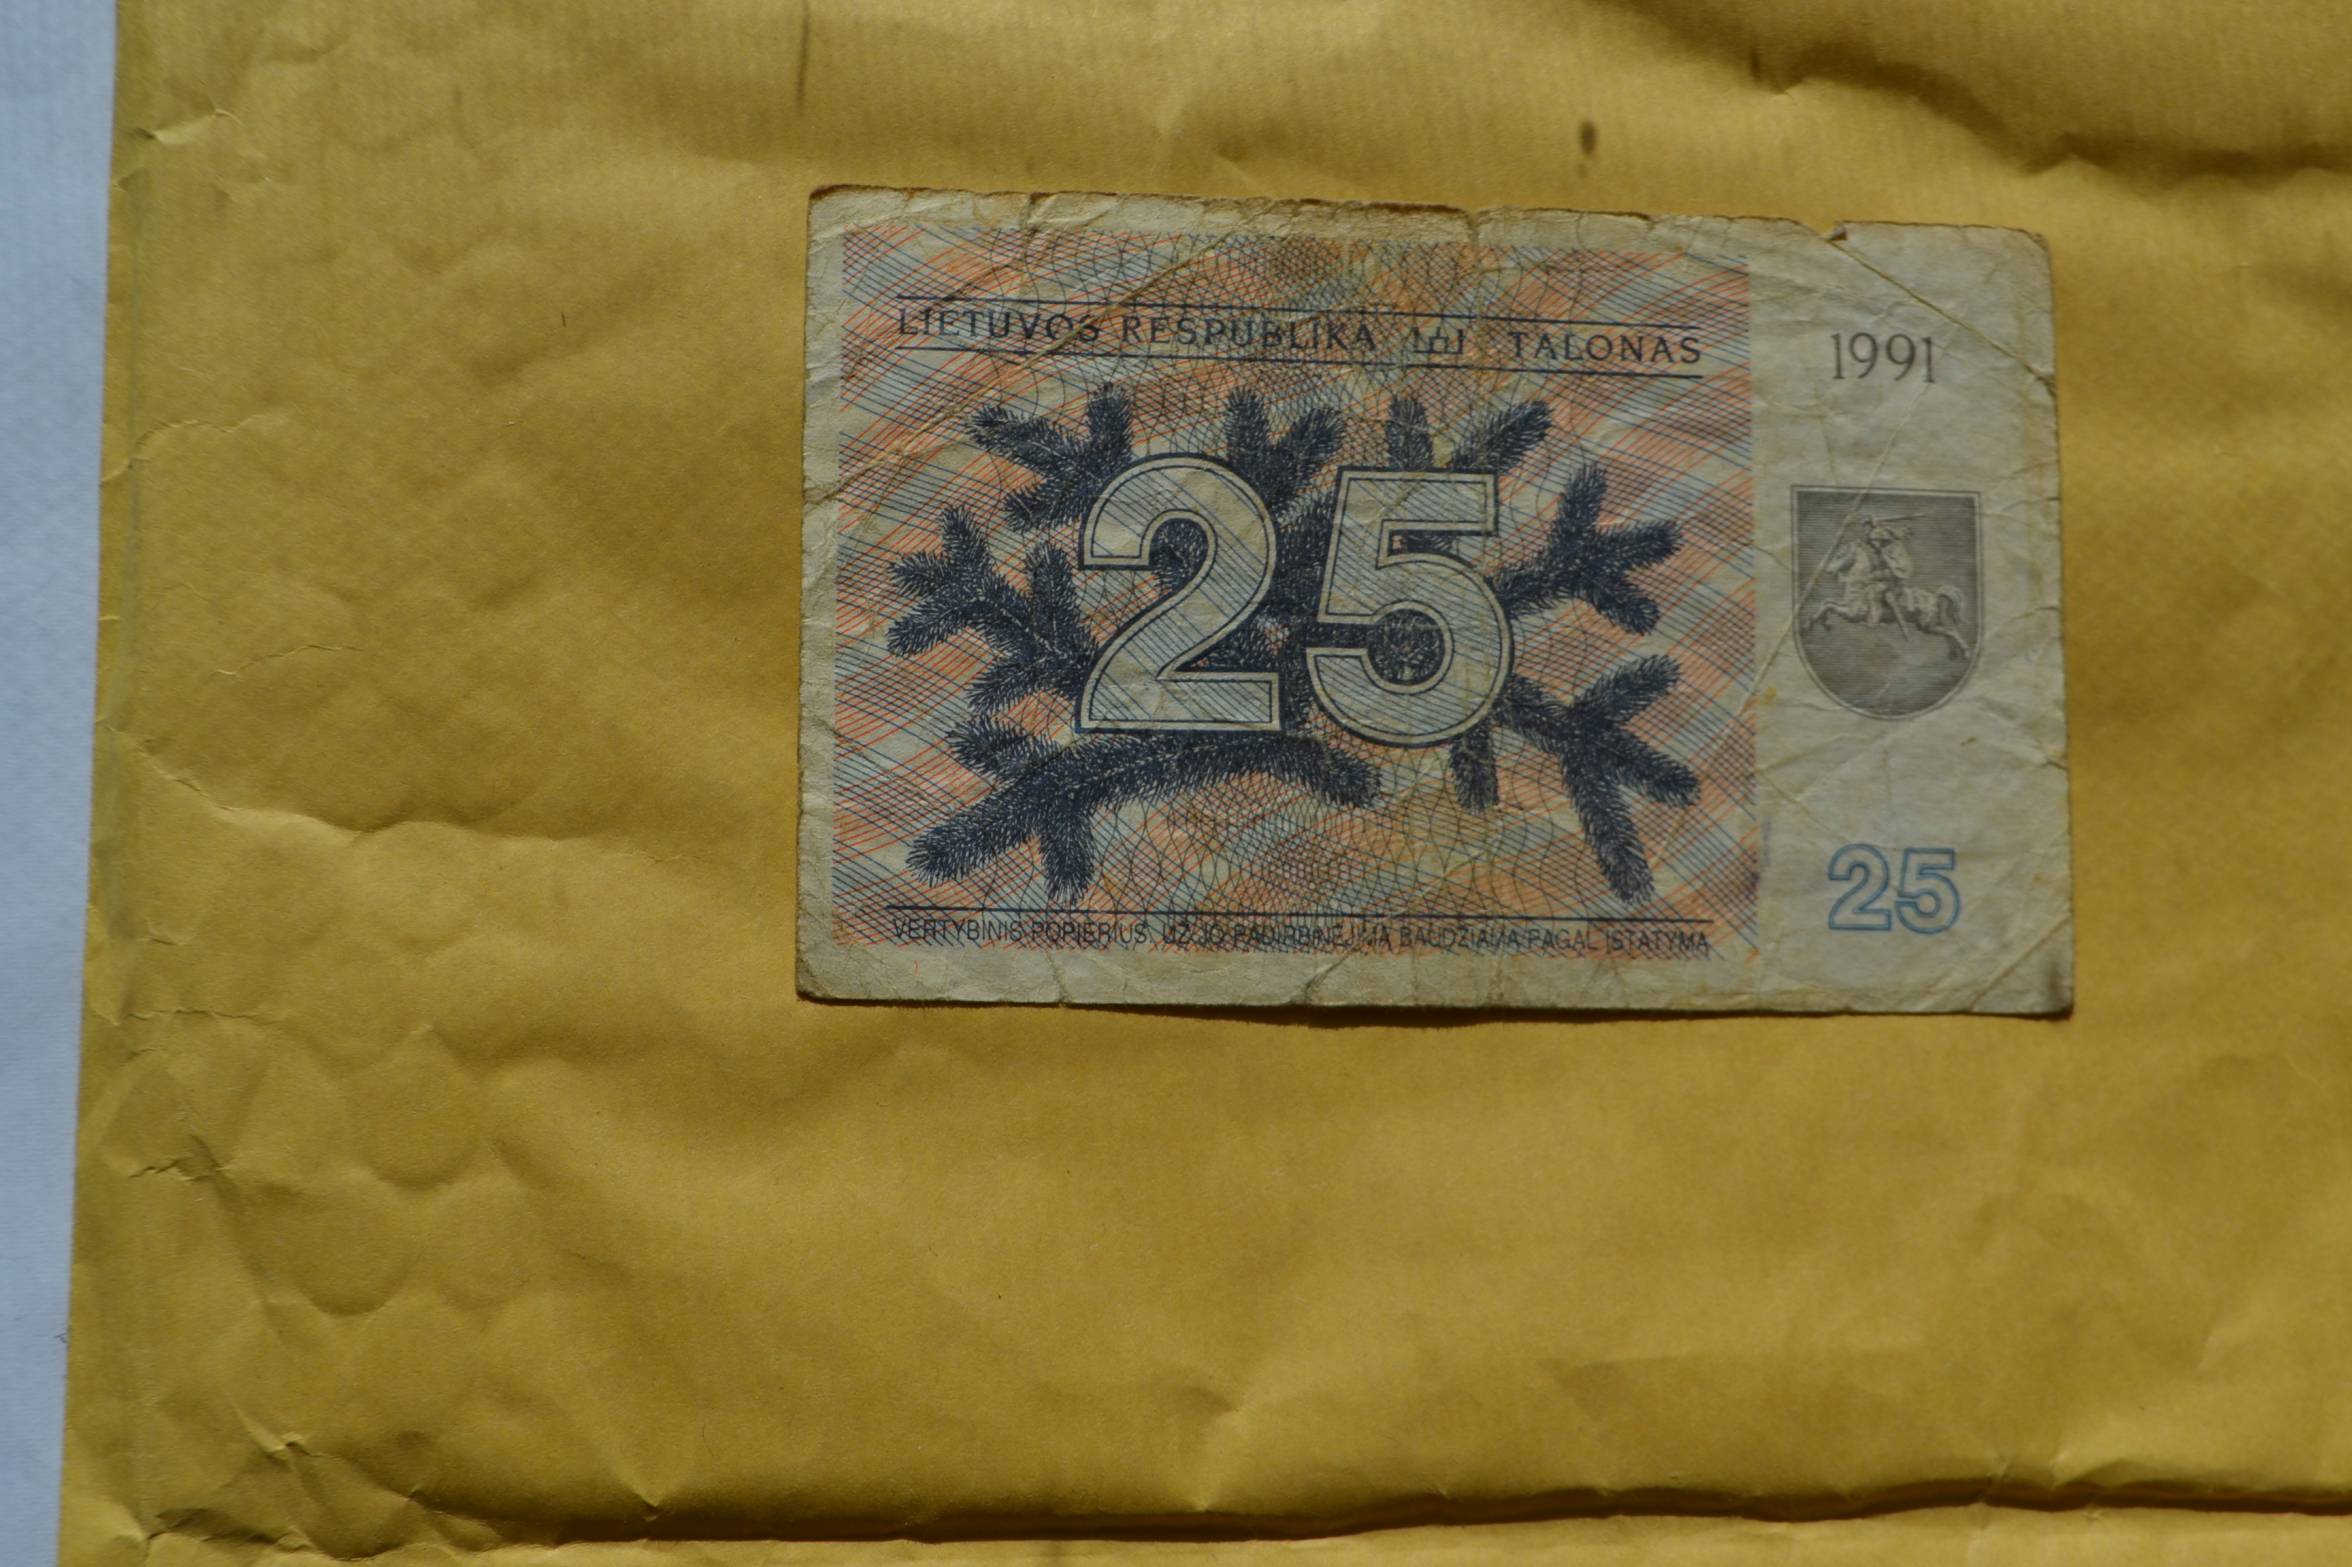 LIETUVOS RESPUBLIKA TALONAS
1991
25
25
VERTYBINIS POPIERIUS, UŽ JO PADIRBINĖJIMĄ BAUDŽIAMA PAGAL ĮSTATYMĄ